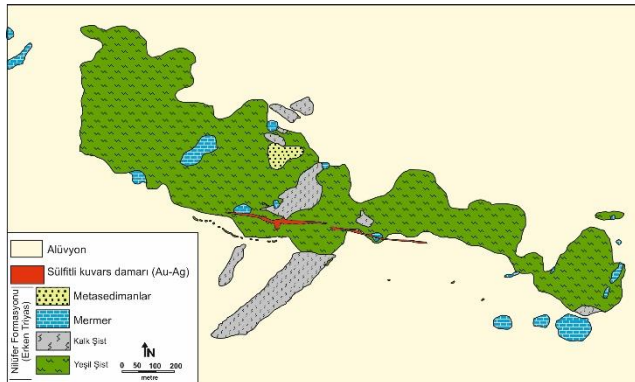 Alüvyon
Sülfitli kuvars damarı (Au-Ag)
Nilüfer Formasyonu
(Erken Triyas)
Metasedimanlar
Mermer
Kalk Şist
Yeşil Şist
N
0 50 100 200
metre